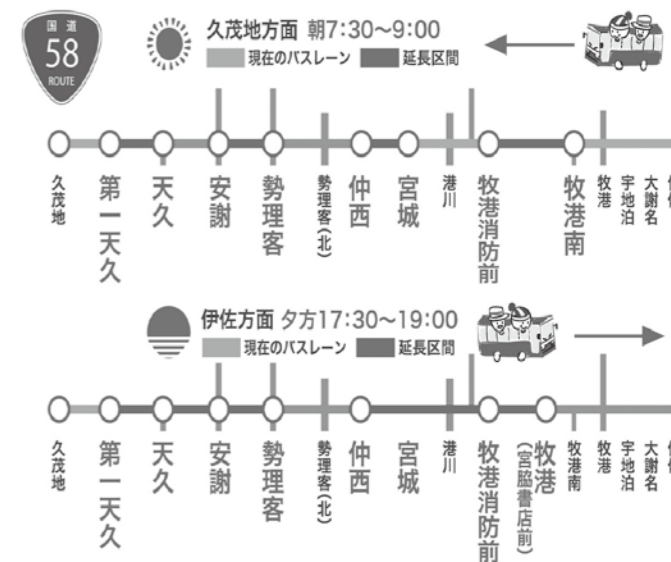 国道
58
ROUTE
久茂地方面 朝7:30〜9:00
現在のバスレーン 延長区間
久茂地
第一天久
天久
安謝
勢理客
勢理客(北)
仲西
宮城
港川
牧港消防前
牧港南
牧港
宇地泊
大謝名
伊佐方面 夕方17:30〜19:00
現在のバスレーン 延長区間
久茂地
第一天久
天久
安謝
勢理客
勢理客(北)
仲西
宮城
港川
牧港消防前
牧港
(宮脇書店前)
牧港南
牧港
宇地泊
大謝名